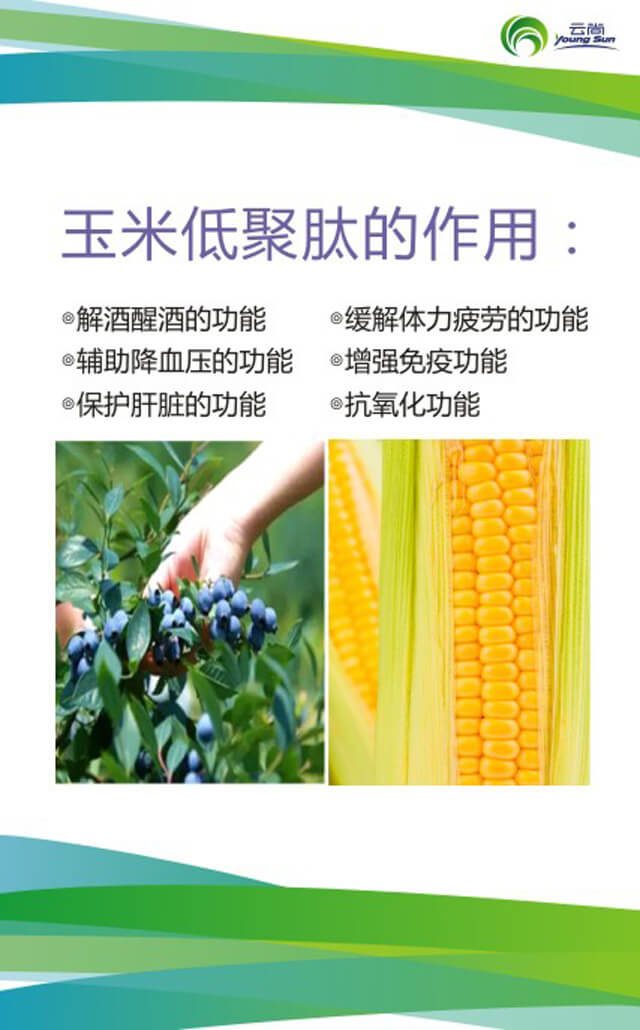 云尚
Young Sun
玉米低聚肽的作用：
◎解酒醒酒的功能
◎缓解体力疲劳的功能
◎辅助降血压的功能
◎增强免疫功能
◎保护肝脏的功能
◎抗氧化功能